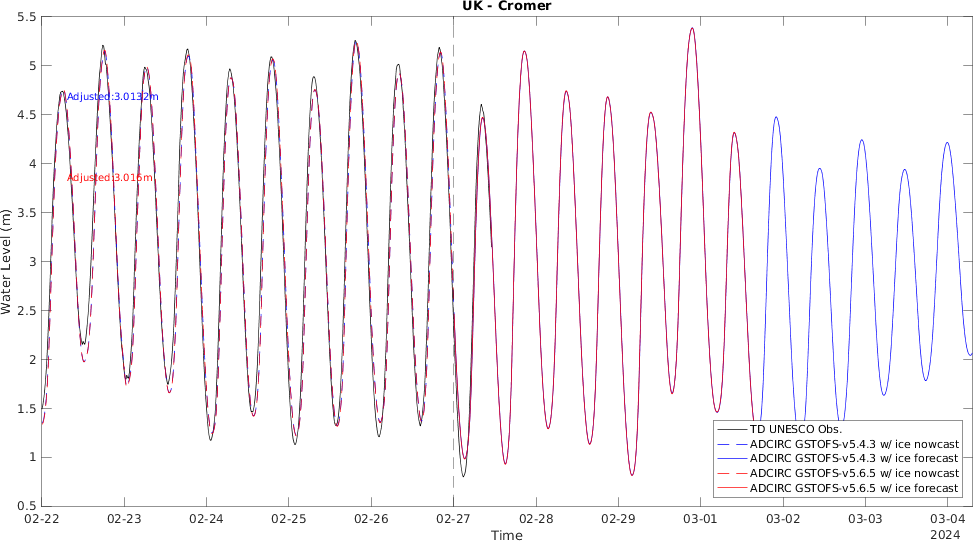 UK - Cromer
5.5
5
4.5
4
3.5
3
2.5
2
1.5
1
0.5
Water Level (m)
Adjusted:3.0132m
Adjusted:3.015m
TD UNESCO Obs.
ADCIRC GSTOFS-v5.4.3 w/ ice nowcast
ADCIRC GSTOFS-v5.4.3 w/ ice forecast
ADCIRC GSTOFS-v5.6.5 w/ ice nowcast
ADCIRC GSTOFS-v5.6.5 w/ ice forecast
02-22 02-23 02-24 02-25 02-26 02-27 02-28 02-29 03-01 03-02 03-03 03-04
Time
2024